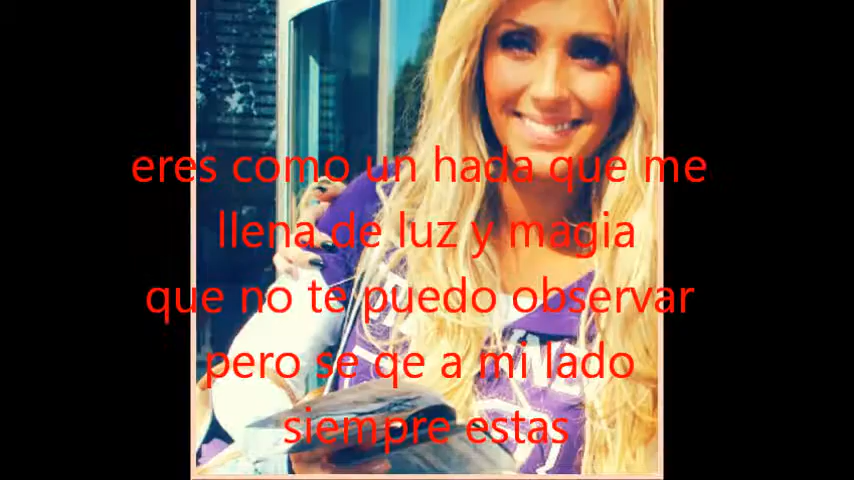 eres como un hada que me
llena de luz y magia
que no te puedo observar
pero se qe a mi lado
siempre estas